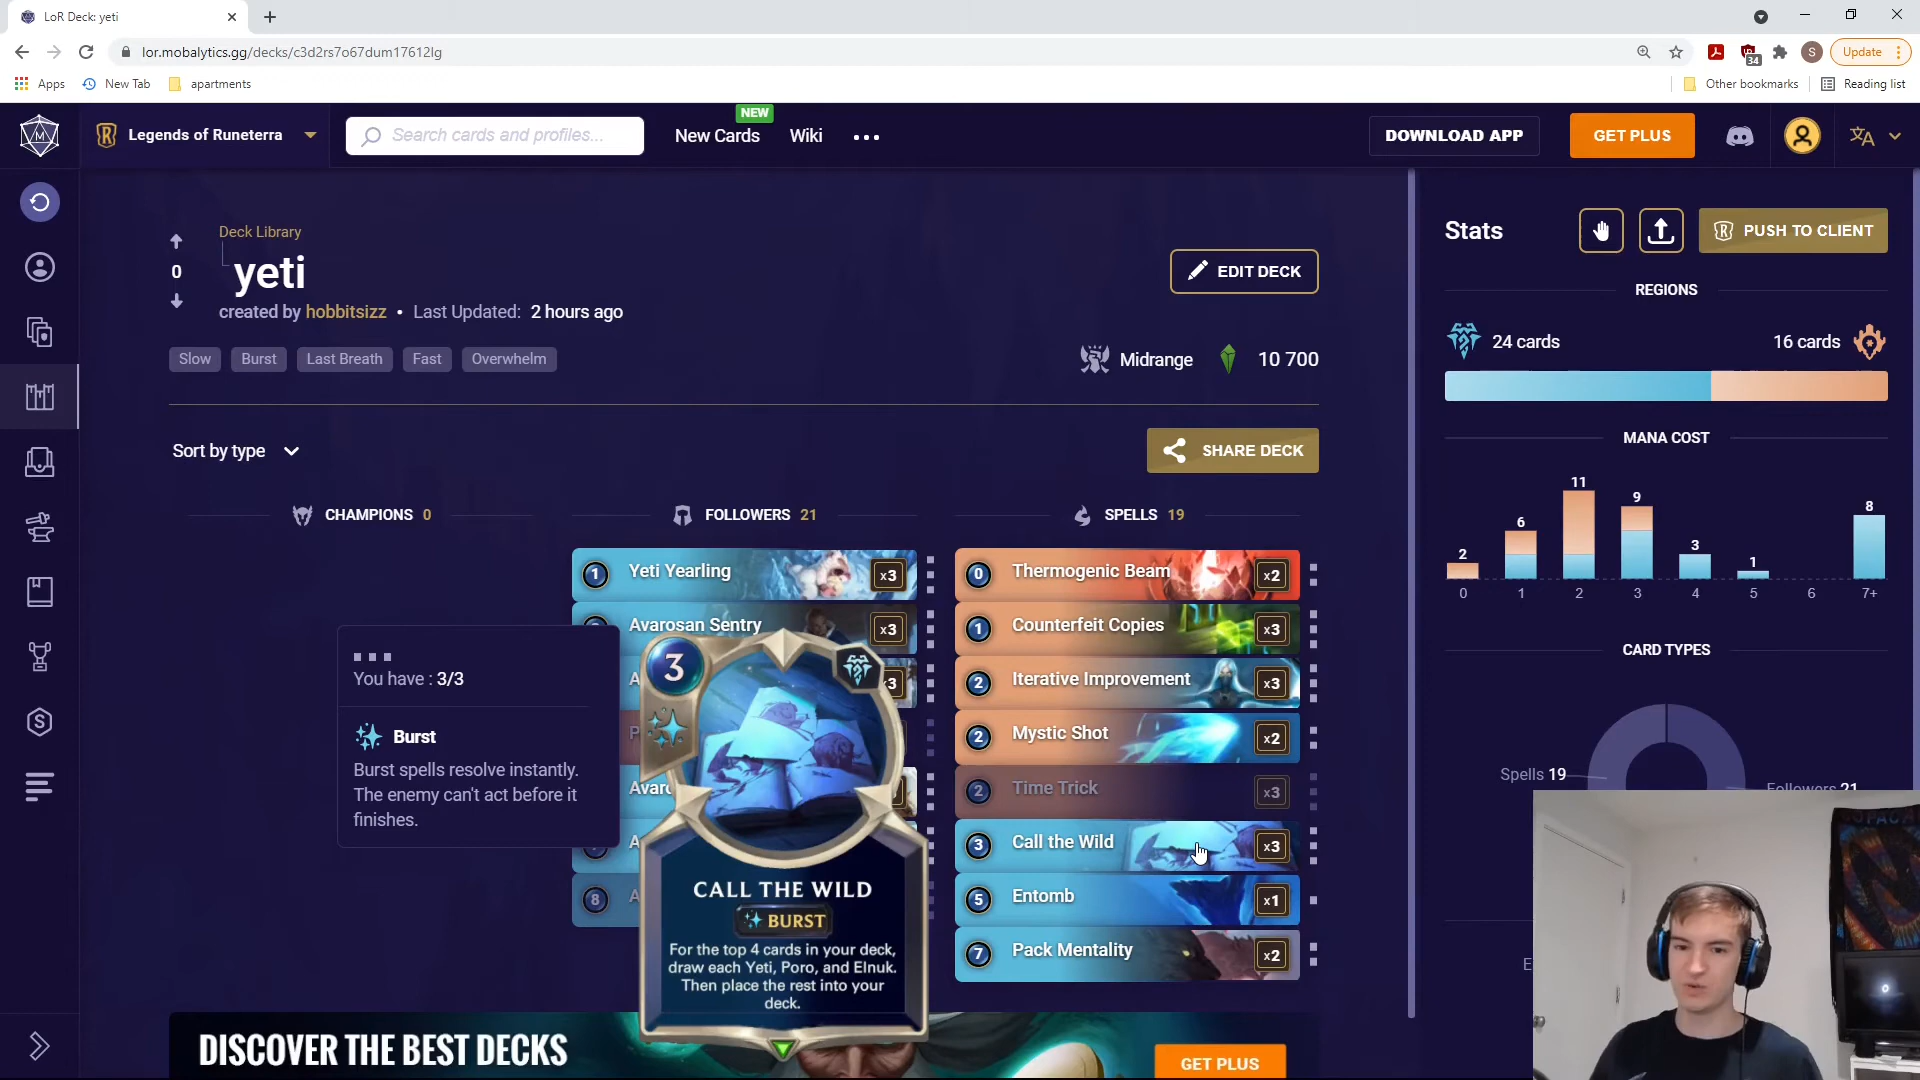 LoR Deck: yeti
lor.mobalytics.gg/decks/c3d2rs7o67dum17612lg
34
S
Update
Apps
New Tab
apartments
Other bookmarks
Reading list
M
Legends of Runeterra
Search cards and profiles...
NEW
New Cards
Wiki
DOWNLOAD APP
GET PLUS
Deck Library
yeti
0
EDIT DECK
created by hobbitsizz • Last Updated: 2 hours ago
Slow
Burst
Last Breath
Fast
Overwhelm
Midrange
10 700
Sort by type
SHARE DECK
CHAMPIONS 0
FOLLOWERS 21
SPELLS 19
1 Yeti Yearling x3
Avarosan Sentry x3
A x3
P
Avaro
A
8 A
0 Thermogenic Beam x2
1 Counterfeit Copies x3
2 Iterative Improvement x3
2 Mystic Shot x2
2 Time Trick x3
3 Call the Wild x3
5 Entomb x1
7 Pack Mentality x2
You have : 3/3
Burst
Burst spells resolve instantly.
The enemy can't act before it
finishes.
3
CALL THE WILD
BURST
For the top 4 cards in your deck,
draw each Yeti, Poro, and Elnuk.
Then place the rest into your
deck.
DISCOVER THE BEST DECKS
GET PLUS
Stats
PUSH TO CLIENT
REGIONS
24 cards
16 cards
MANA COST
2 6 11 9 3 1 8
0 1 2 3 4 5 6 7+
CARD TYPES
Spells 19
Followers 21
E